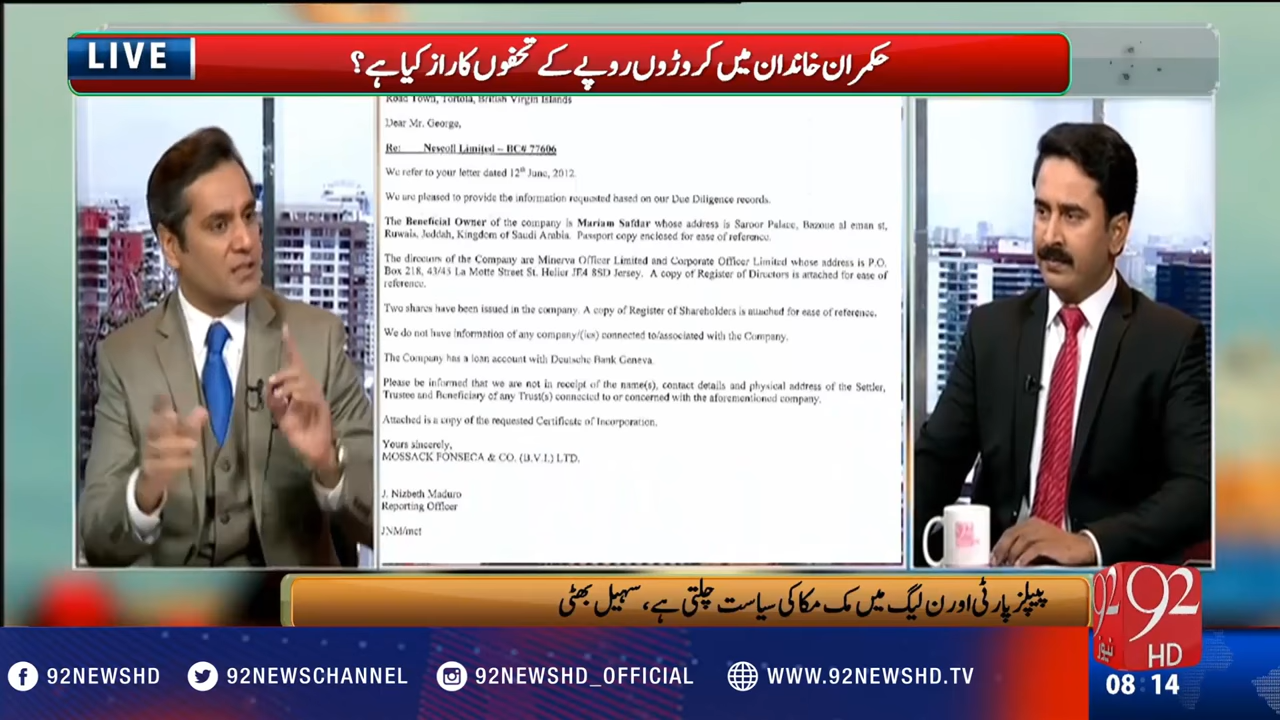 LIVE
حکمران خاندان میں کروڑوں روپے کے تحفوں کا راز کیا ہے؟
Road Town, Tortola, British Virgin Islands
Dear Mr. George,
Re: Nescoll Limited – BC# 77606
We refer to your letter dated 12th June, 2012.
We are pleased to provide the information requested based on our Due Diligence records.
The Beneficial Owner of the company is Mariam Safdar whose address is Saroor Palace, Bazoue al eman st,
Ruwais, Jeddah, Kingdom of Saudi Arabia. Passport copy enclosed for ease of reference.
The directors of the Company are Minerva Officer Limited and Corporate Officer Limited whose address is P.O.
Box 218, 43/45 La Motte Street St. Helier JE4 8SD Jersey. A copy of Register of Directors is attached for ease of
reference.
Two shares have been issued in the company. A copy of Register of Shareholders is attached for ease of reference.
We do not have information of any company/(ies) connected to/associated with the Company.
The Company has a loan account with Deutsche Bank Geneva.
Please be informed that we are not in receipt of the name(s), contact details and physical address of the Settler,
Trustee and Beneficiary of any Trust(s) connected to or concerned with the aforementioned company.
Attached is a copy of the requested Certificate of Incorporation.
Yours sincerely,
MOSSACK FONSECA & CO. (B.V.I.) LTD.
J. Nizbeth Maduro
Reporting Officer
JNM/mct
پیپلز پارٹی اور ن لیگ میں مک مکا کی سیاست چلتی ہے، سہیل بھٹی
92 92
نیوز HD
92NEWSHD
92NEWSCHANNEL
92NEWSHD_OFFICIAL
WWW.92NEWSHD.TV
08:14